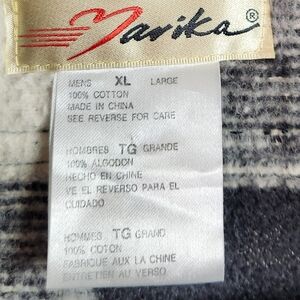 Marika®
MENS XL LARGE
100% COTTON
MADE IN CHINA
SEE REVERSE FOR CARE
HOMBRES TG GRANDE
100% ALGODON
HECHO EN CHINE
VE EL REVERSO PARA EL
CUIDADO
HOMMES TG GRAND
100% COTON
FABRIQUE AUX LA CHINE
ENTRETIEN AU VERSO